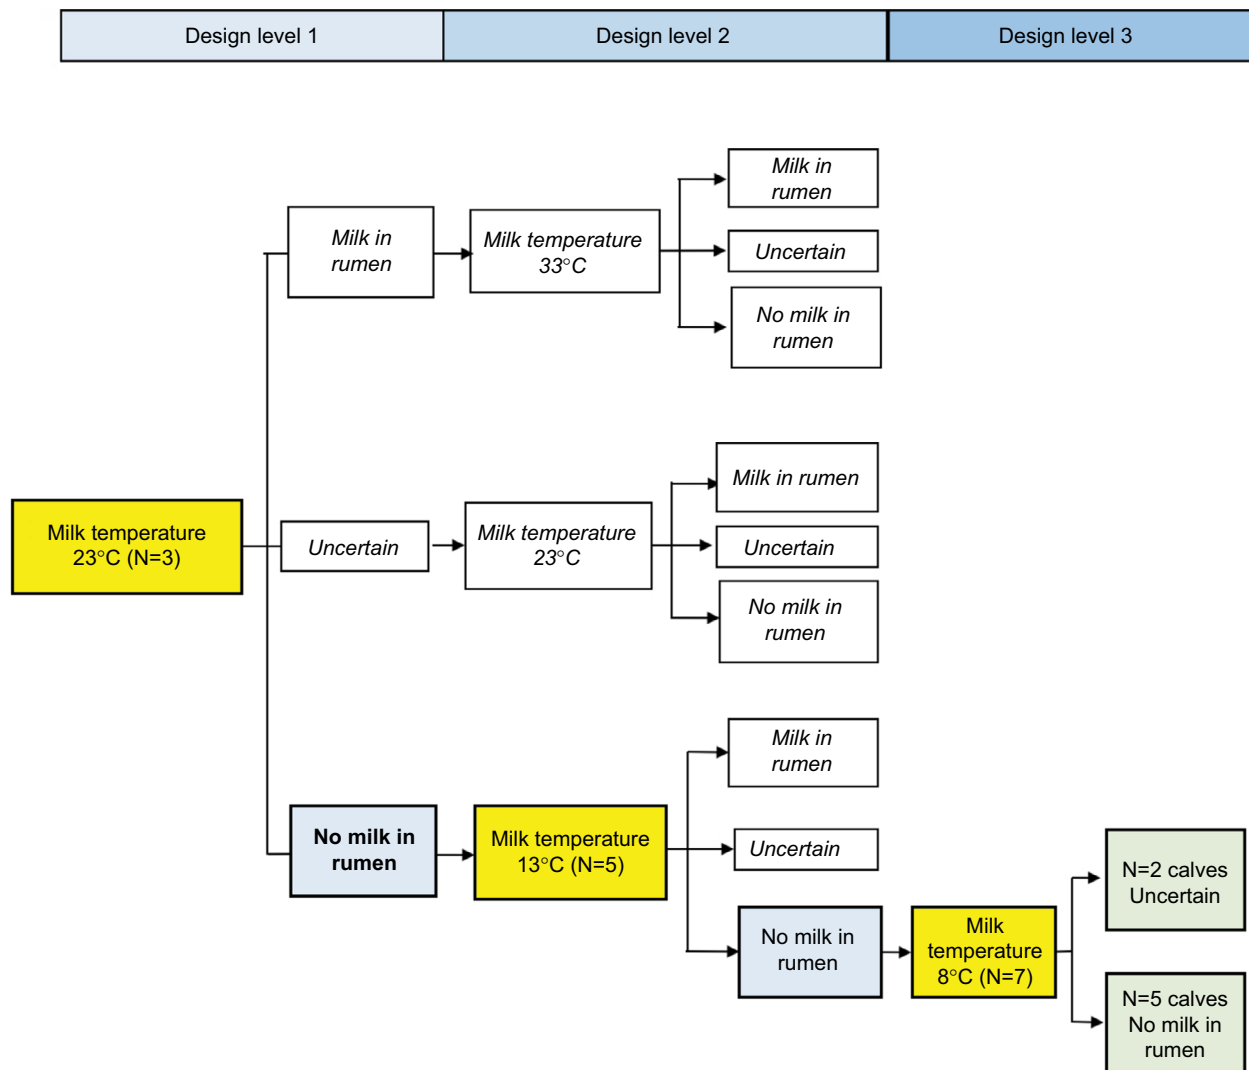 Design level 1
Design level 2
Design level 3
Milk in
rumen
Milk in
rumen
Milk temperature
33°C
Uncertain
No milk in
rumen
Milk in rumen
Milk temperature
23°C (N=3)
Uncertain
Milk temperature
23°C
Uncertain
No milk in
rumen
Milk in
rumen
No milk in
rumen
Milk temperature
13°C (N=5)
Uncertain
N=2 calves
Uncertain
No milk in
rumen
Milk
temperature
8°C (N=7)
N=5 calves
No milk in
rumen